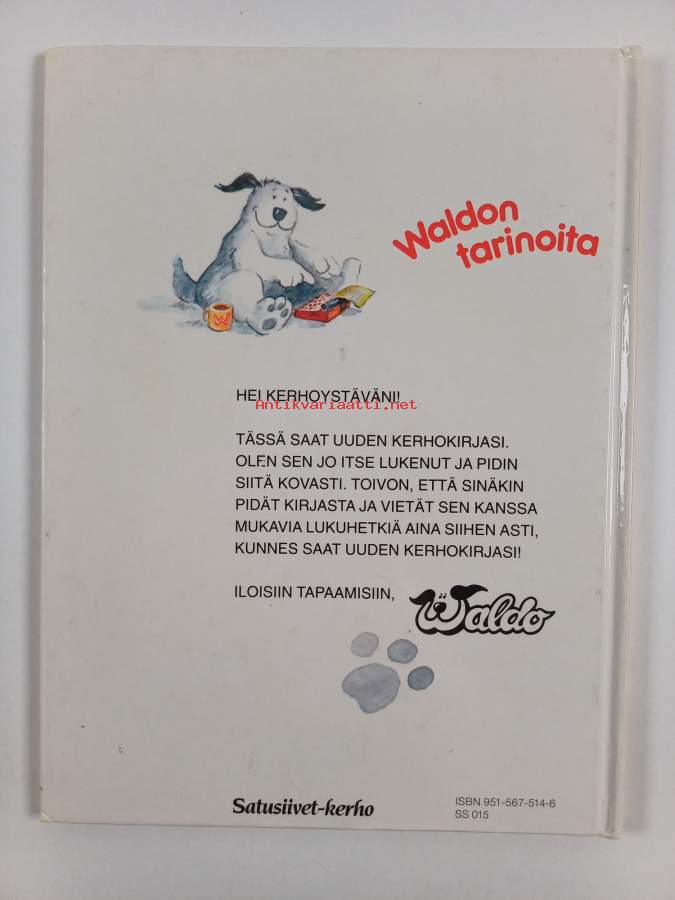 Waldon
tarinoita
HEI KERHOYSTÄVÄNI!
Antikvariaatti.net
TÄSSÄ SAAT UUDEN KERHOKIRJASI.
OLEN SEN JO ITSE LUKENUT JA PIDIN
SIITÄ KOVASTI. TOIVON, ETTÄ SINÄKIN
PIDÄT KIRJASTA JA VIETÄT SEN KANSSA
MUKAVIA LUKUHETKIÄ AINA SIIHEN ASTI,
KUNNES SAAT UUDEN KERHOKIRJASI!
ILOISIIN TAPAAMISIIN,
Waldo
Satusiivet-kerho
ISBN 951-567-514-6
SS 015
W